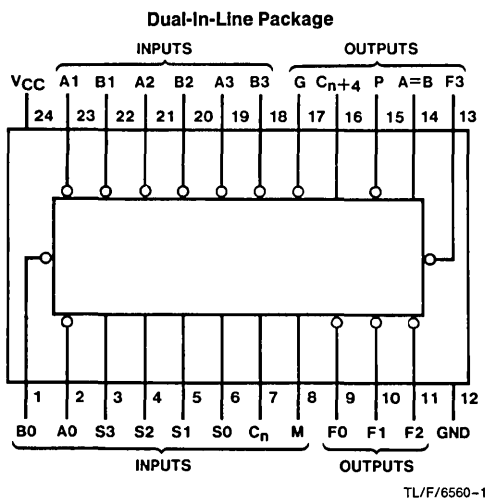 Dual-In-Line Package
INPUTS OUTPUTS
VCC A1 B1 A2 B2 A3 B3 G Cn+4 P A=B F3
24 23 22 21 20 19 18 17 16 15 14 13
1 2 3 4 5 6 7 8 9 10 11 12
B0 A0 S3 S2 S1 S0 Cn M F0 F1 F2 GND
INPUTS OUTPUTS
TL/F/6560-1